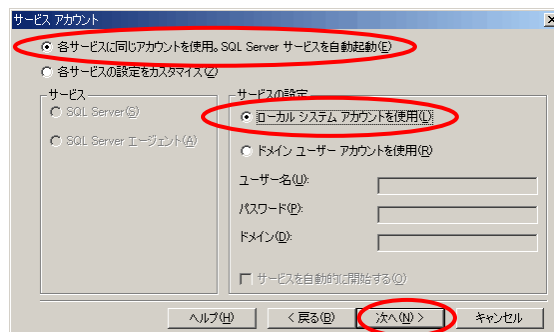 サービス アカウント
各サービスに同じアカウントを使用。SQL Server サービスを自動起動(E)
各サービスの設定をカスタマイズ(Z)
サービス
SQL Server(S)
SQL Server エージェント(A)
サービスの設定
ローカル システム アカウントを使用(L)
ドメイン ユーザー アカウントを使用(R)
ユーザー名(U):
パスワード(P):
ドメイン(D):
サービスを自動的に開始する(O)
ヘルプ(H)
< 戻る(B)
次へ(N) >
キャンセル